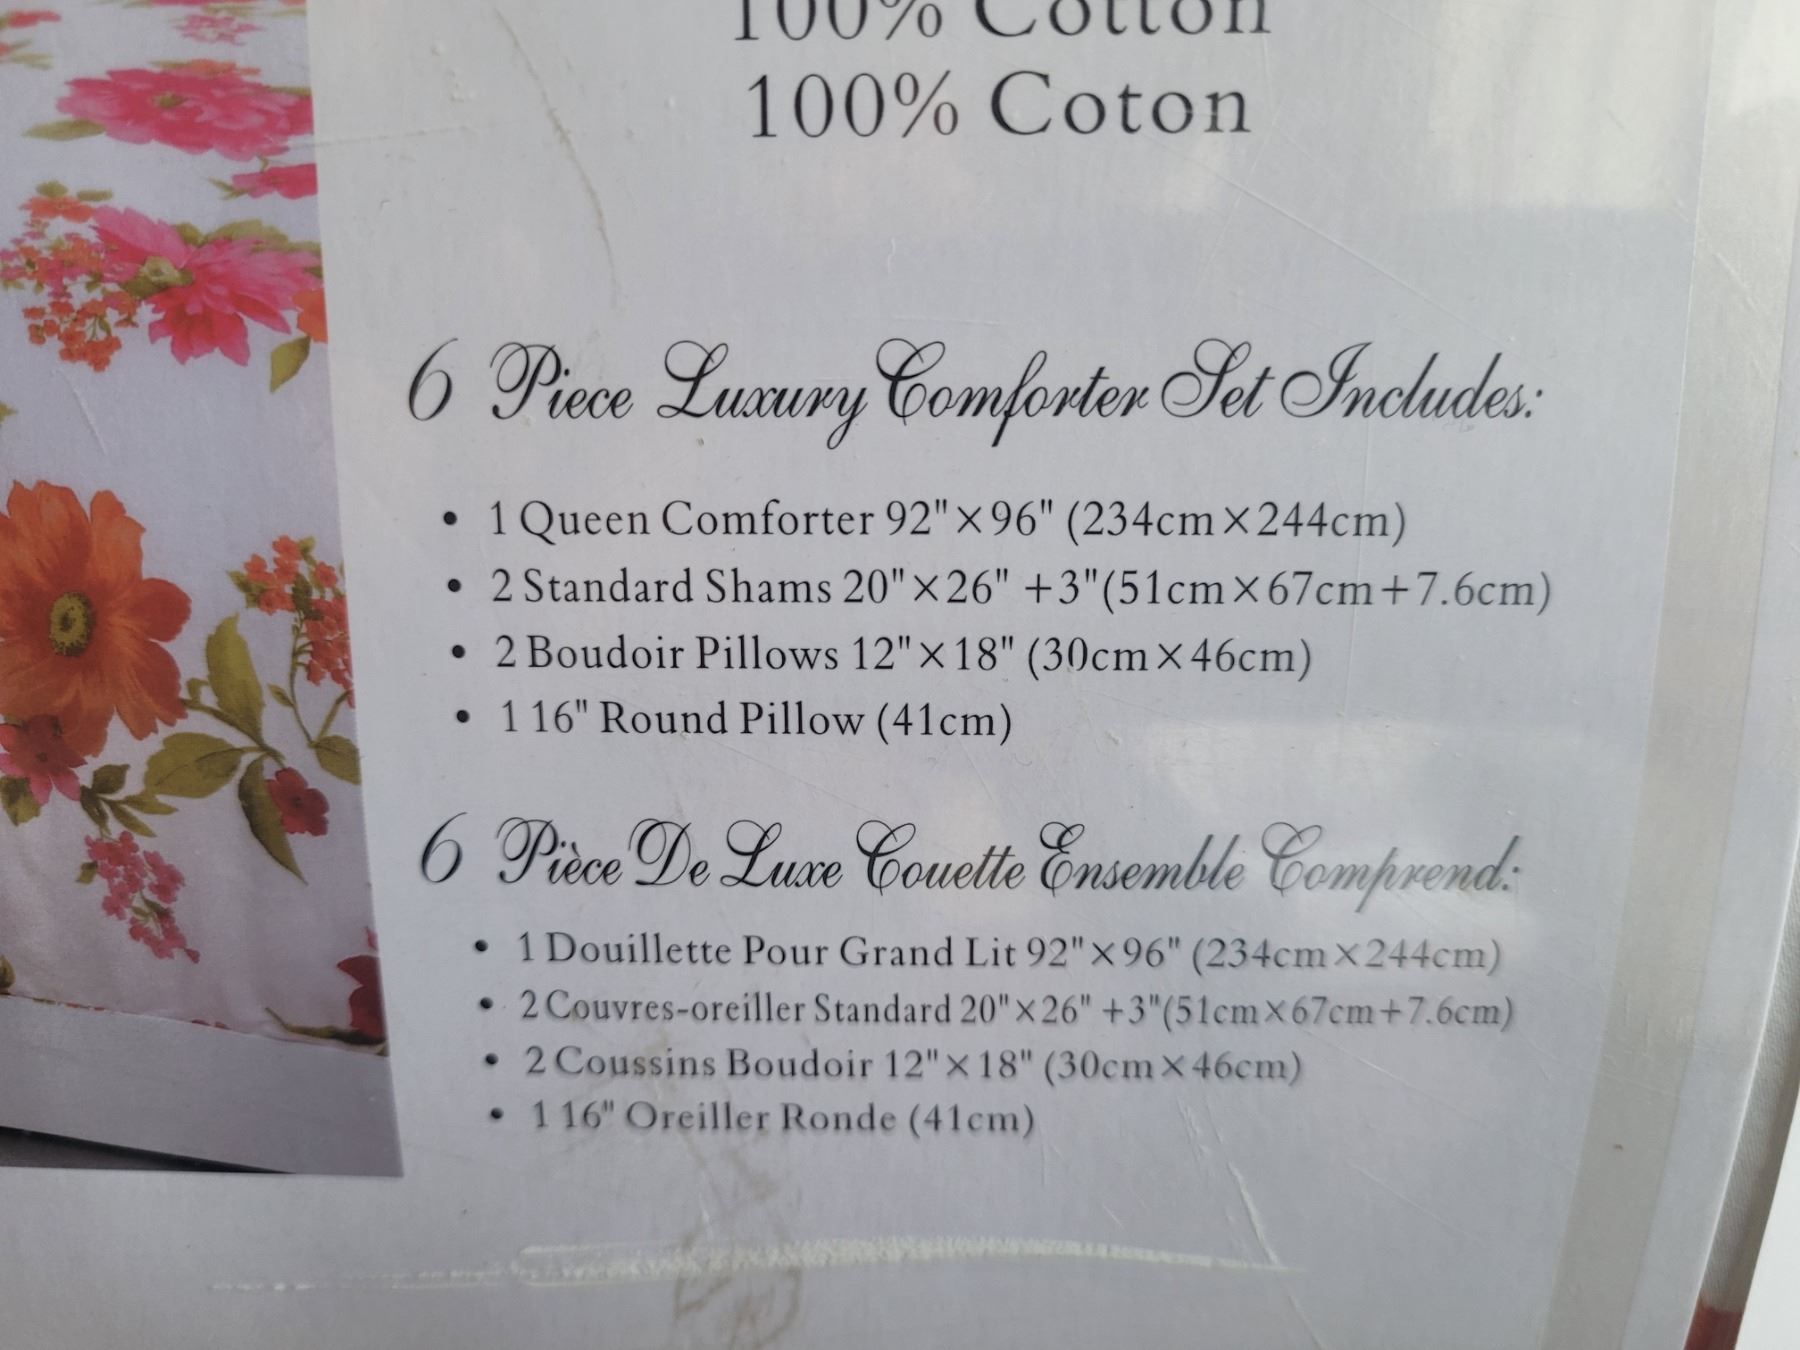 100% Cotton
100% Coton
6 Piece Luxury Comforter Set Includes:
• 1 Queen Comforter 92"×96" (234cm×244cm)
• 2 Standard Shams 20"×26" +3"(51cm×67cm+7.6cm)
• 2 Boudoir Pillows 12"×18" (30cm×46cm)
• 1 16" Round Pillow (41cm)
6 Pièce De Luxe Couette Ensemble Comprend:
• 1 Douillette Pour Grand Lit 92"×96" (234cm×244cm)
• 2 Couvres-oreiller Standard 20"×26" +3"(51cm×67cm+7.6cm)
• 2 Coussins Boudoir 12"×18" (30cm×46cm)
• 1 16" Oreiller Ronde (41cm)